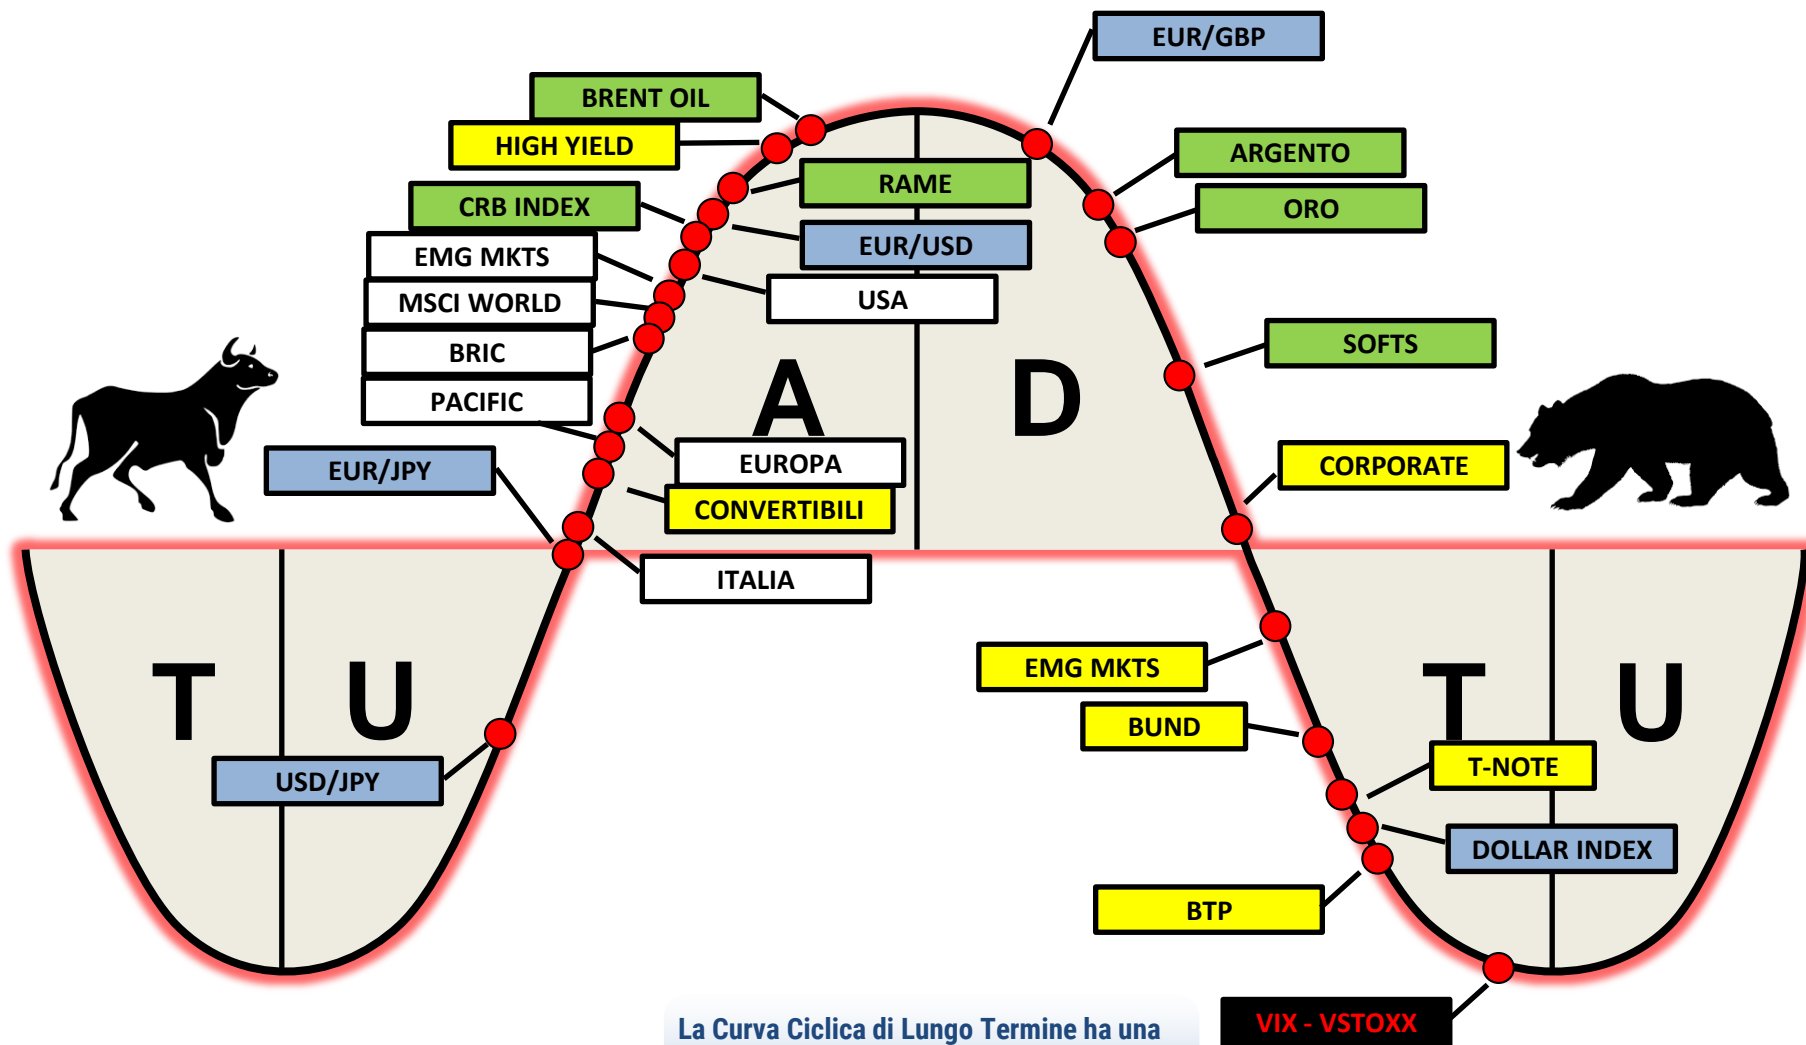 EUR/GBP
BRENT OIL
HIGH YIELD
ARGENTO
RAME
ORO
CRB INDEX
EUR/USD
EMG MKTS
USA
MSCI WORLD
BRIC
SOFTS
PACIFIC
A
D
EUR/JPY
EUROPA
CORPORATE
CONVERTIBILI
ITALIA
EMG MKTS
T
U
T
U
BUND
T-NOTE
USD/JPY
DOLLAR INDEX
BTP
VIX - VSTOXX
La Curva Ciclica di Lungo Termine ha una